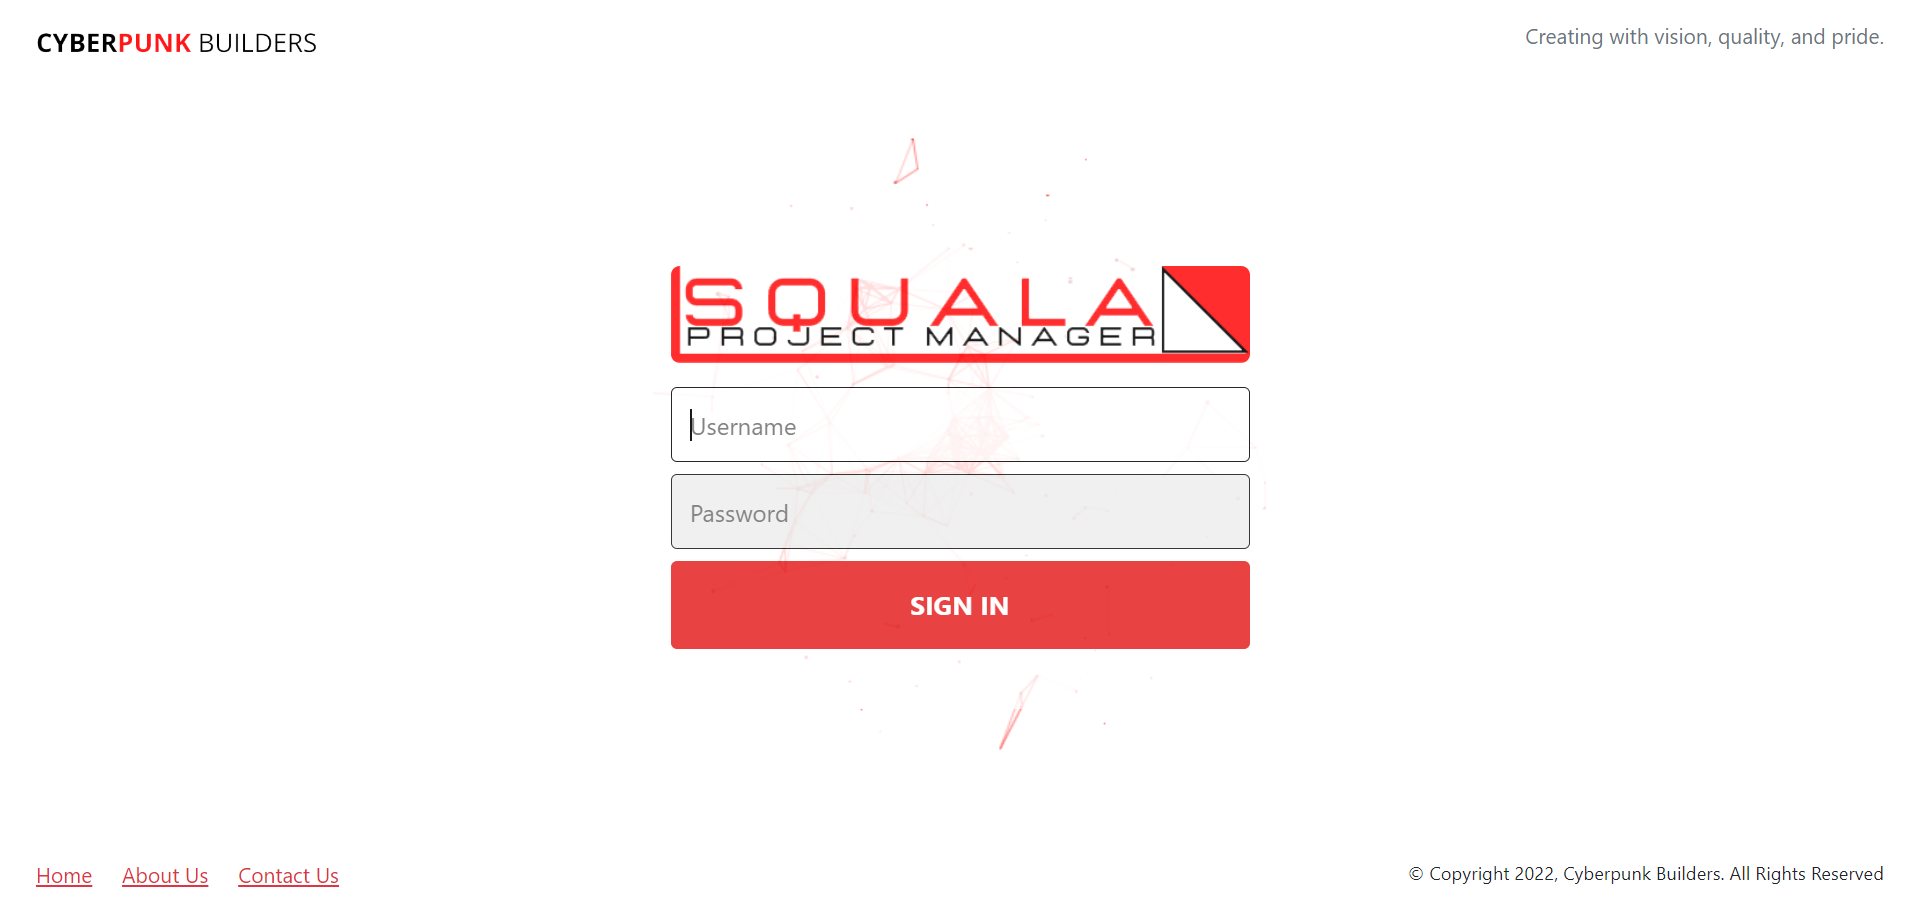 CYBERPUNK BUILDERS
Creating with vision, quality, and pride.
SQUALA
PROJECT MANAGER
Username
Password
SIGN IN
Home About Us Contact Us
© Copyright 2022, Cyberpunk Builders. All Rights Reserved